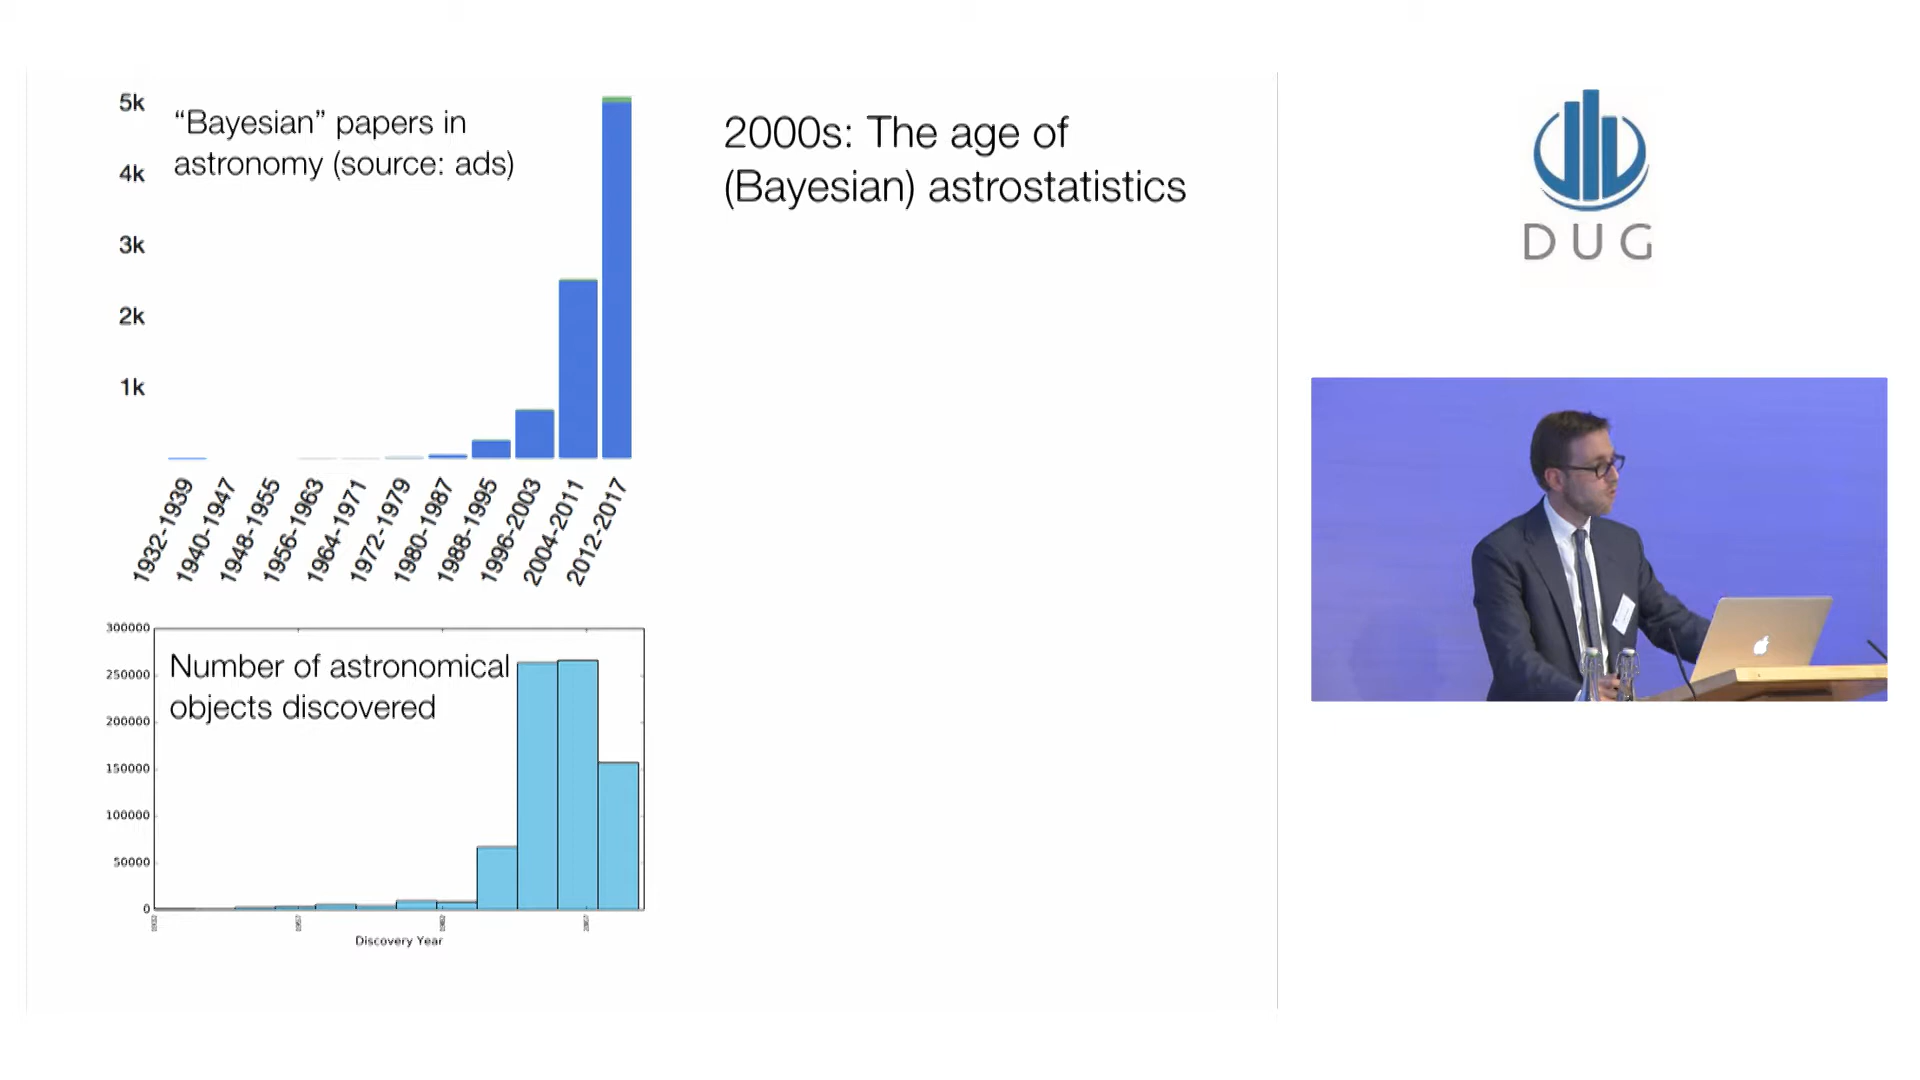 5k
4k
3k
2k
1k
“Bayesian” papers in
astronomy (source: ads)
1932-1939
1940-1947
1948-1955
1956-1963
1964-1971
1972-1979
1980-1987
1988-1995
1996-2003
2004-2011
2012-2017
300000
250000
200000
150000
100000
50000
0
Number of astronomical
objects discovered
Discovery Year
2000s: The age of
(Bayesian) astrostatistics
DUG